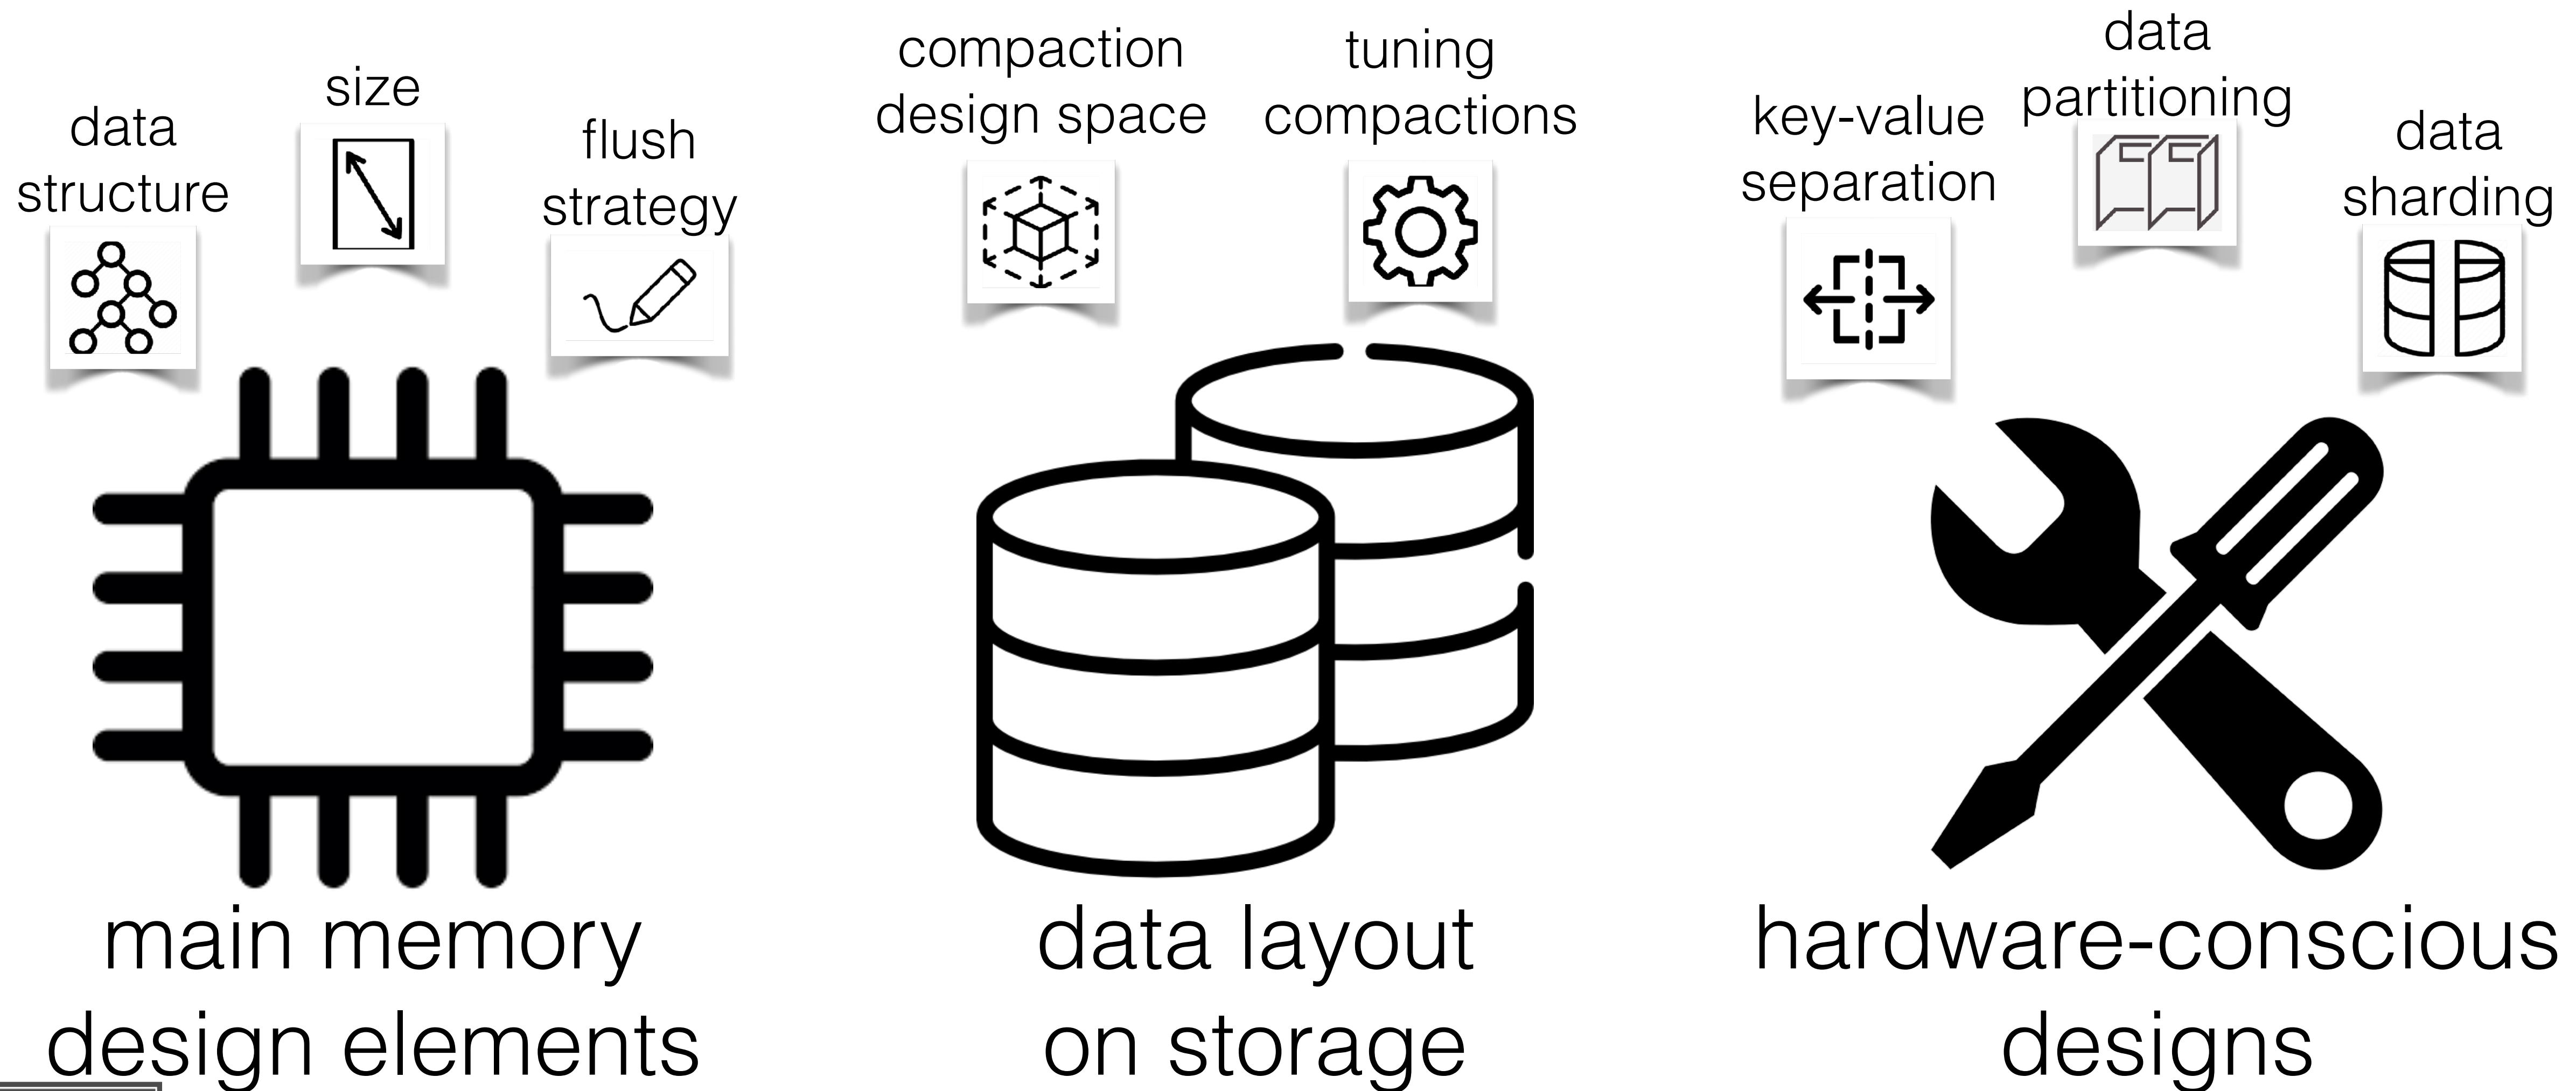 data
structure
size
flush
strategy
main memory
design elements
compaction
design space
tuning
compactions
data layout
on storage
key-value
separation
data
partitioning
data
sharding
hardware-conscious
designs